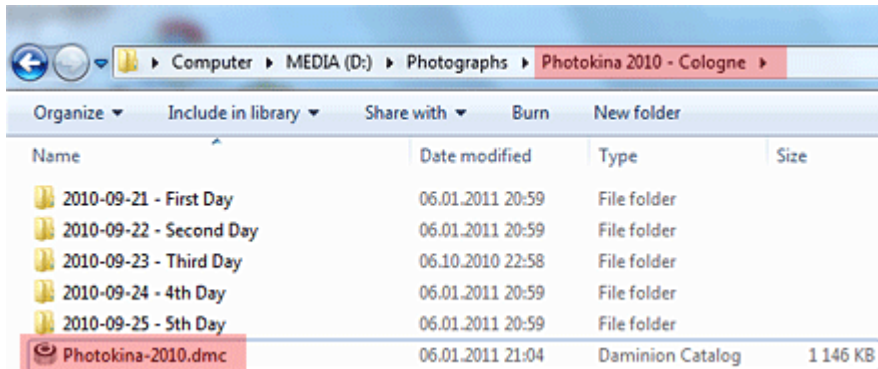 Computer MEDIA (D:) Photographs Photokina 2010 - Cologne
Organize Include in library Share with Burn New folder
Name Date modified Type Size
2010-09-21 - First Day 06.01.2011 20:59 File folder
2010-09-22 - Second Day 06.01.2011 20:59 File folder
2010-09-23 - Third Day 06.10.2010 22:58 File folder
2010-09-24 - 4th Day 06.01.2011 20:59 File folder
2010-09-25 - 5th Day 06.01.2011 20:59 File folder
Photokina-2010.dmc 06.01.2011 21:04 Daminion Catalog 1 146 KB